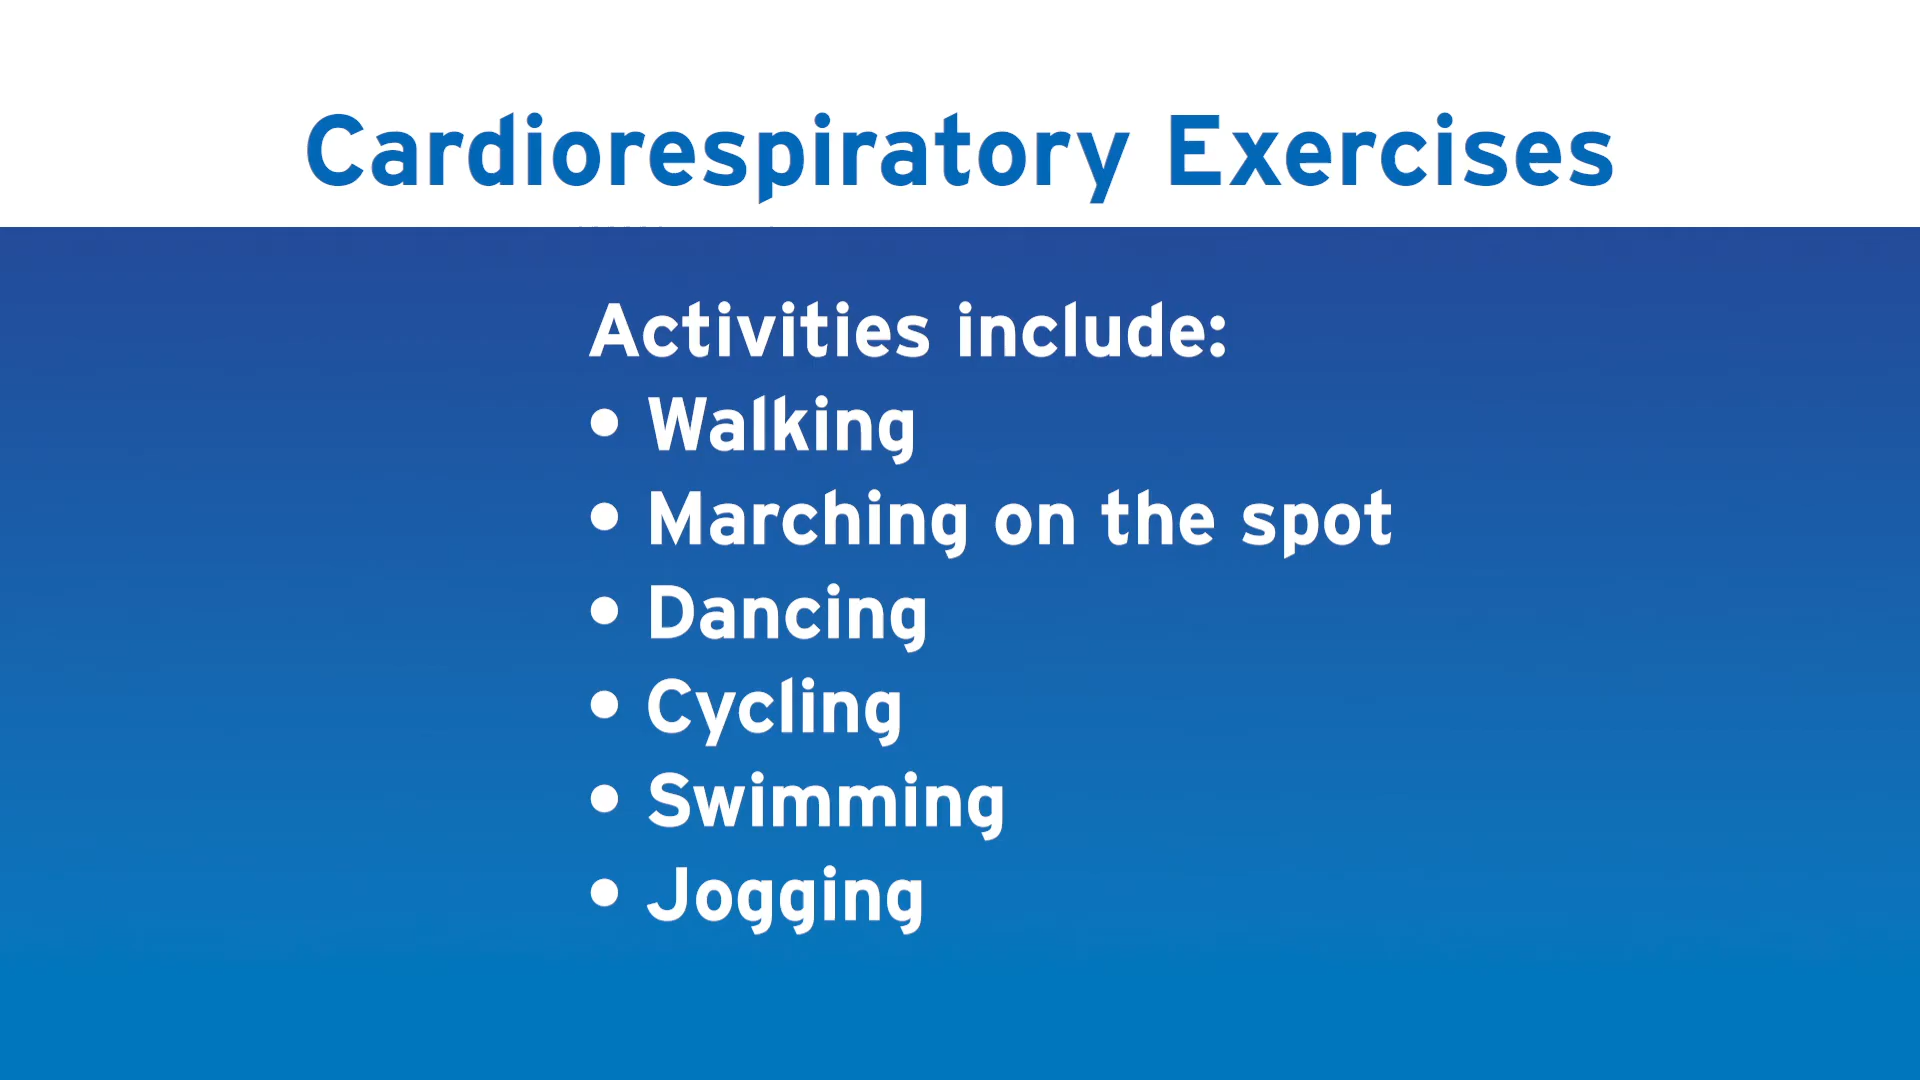 Cardiorespiratory Exercises
Activities include:
• Walking
• Marching on the spot
• Dancing
• Cycling
• Swimming
• Jogging